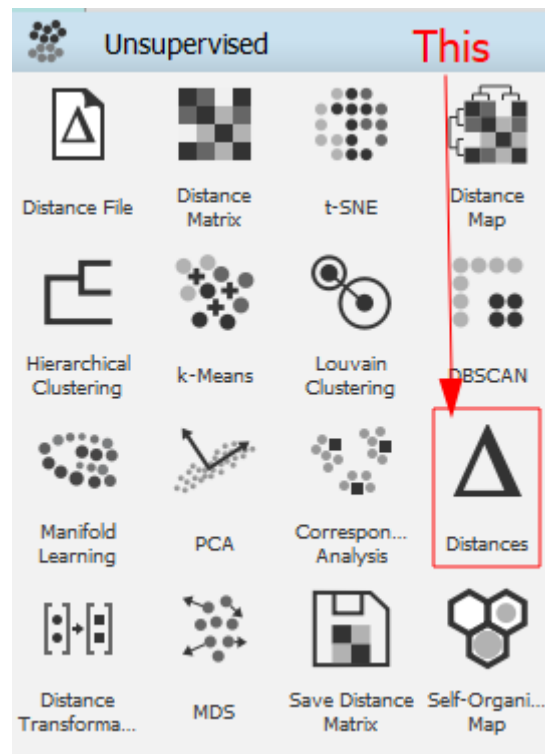 Unsupervised
This
Distance File
Distance
Matrix
t-SNE
Distance
Map
Hierarchical
Clustering
k-Means
Louvain
Clustering
DBSCAN
Manifold
Learning
PCA
Correspon...
Analysis
Distances
Distance
Transforma...
MDS
Save Distance
Matrix
Self-Organi...
Map